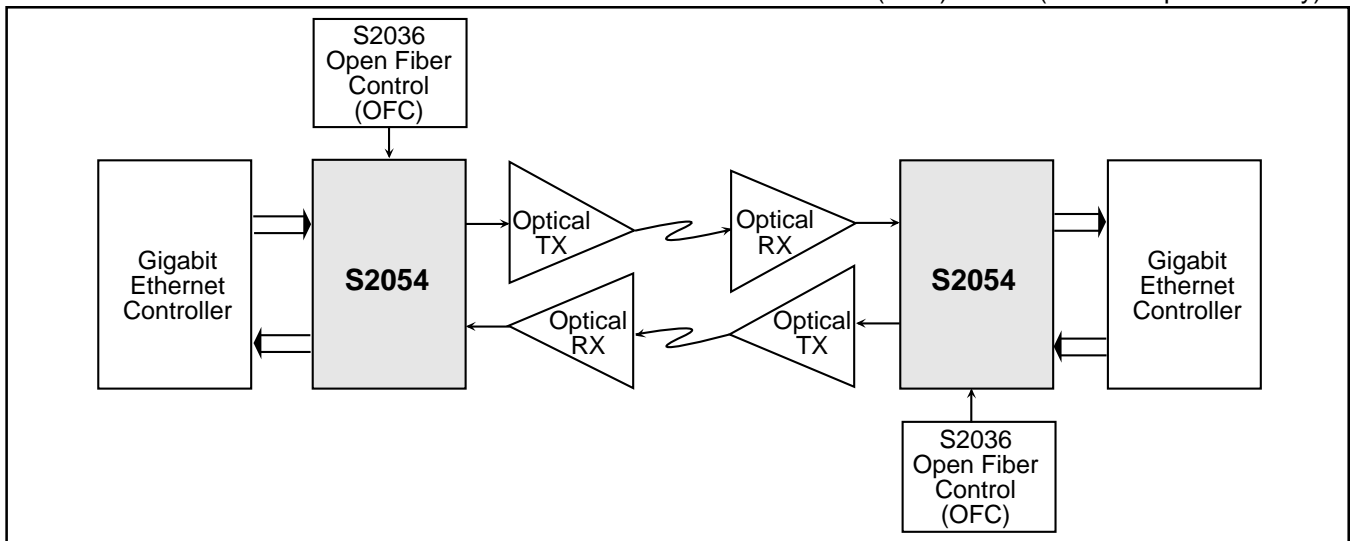 S2036
Open Fiber
Control
(OFC)
Gigabit
Ethernet
Controller
S2054
Optical
TX
Optical
RX
Optical
RX
Optical
TX
S2054
Gigabit
Ethernet
Controller
S2036
Open Fiber
Control
(OFC)